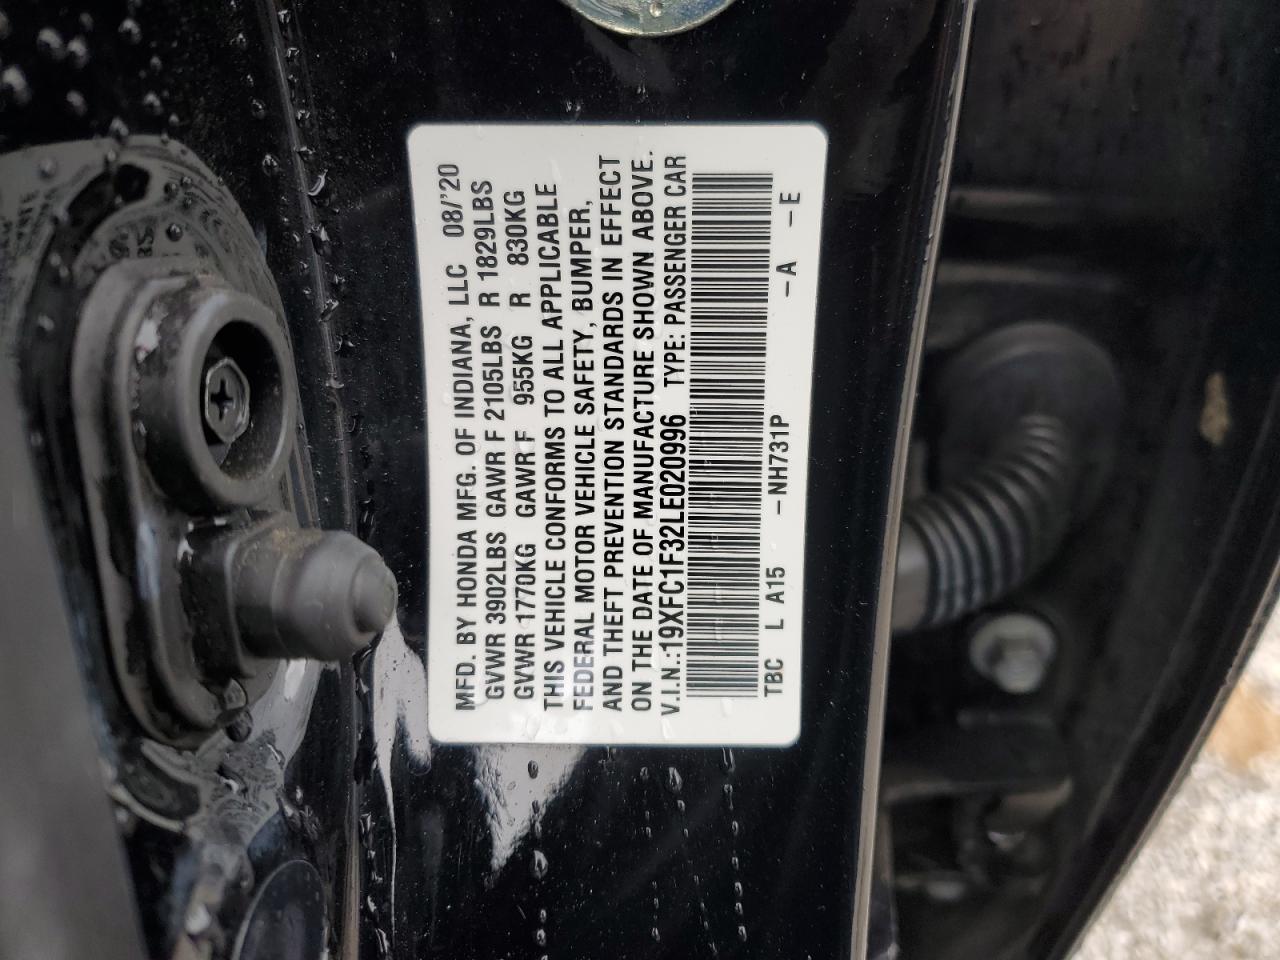 MFD. BY HONDA MFG. OF INDIANA, LLC 08/'20
GVWR 3902LBS GAWR F 2105LBS R 1829LBS
GVWR 1770KG GAWR F 955KG R 830KG
THIS VEHICLE CONFORMS TO ALL APPLICABLE
FEDERAL MOTOR VEHICLE SAFETY, BUMPER,
AND THEFT PREVENTION STANDARDS IN EFFECT
ON THE DATE OF MANUFACTURE SHOWN ABOVE.
V.I.N.:19XFC1F32LE020996 TYPE: PASSENGER CAR
TBC L A15 -NH731P -A -E